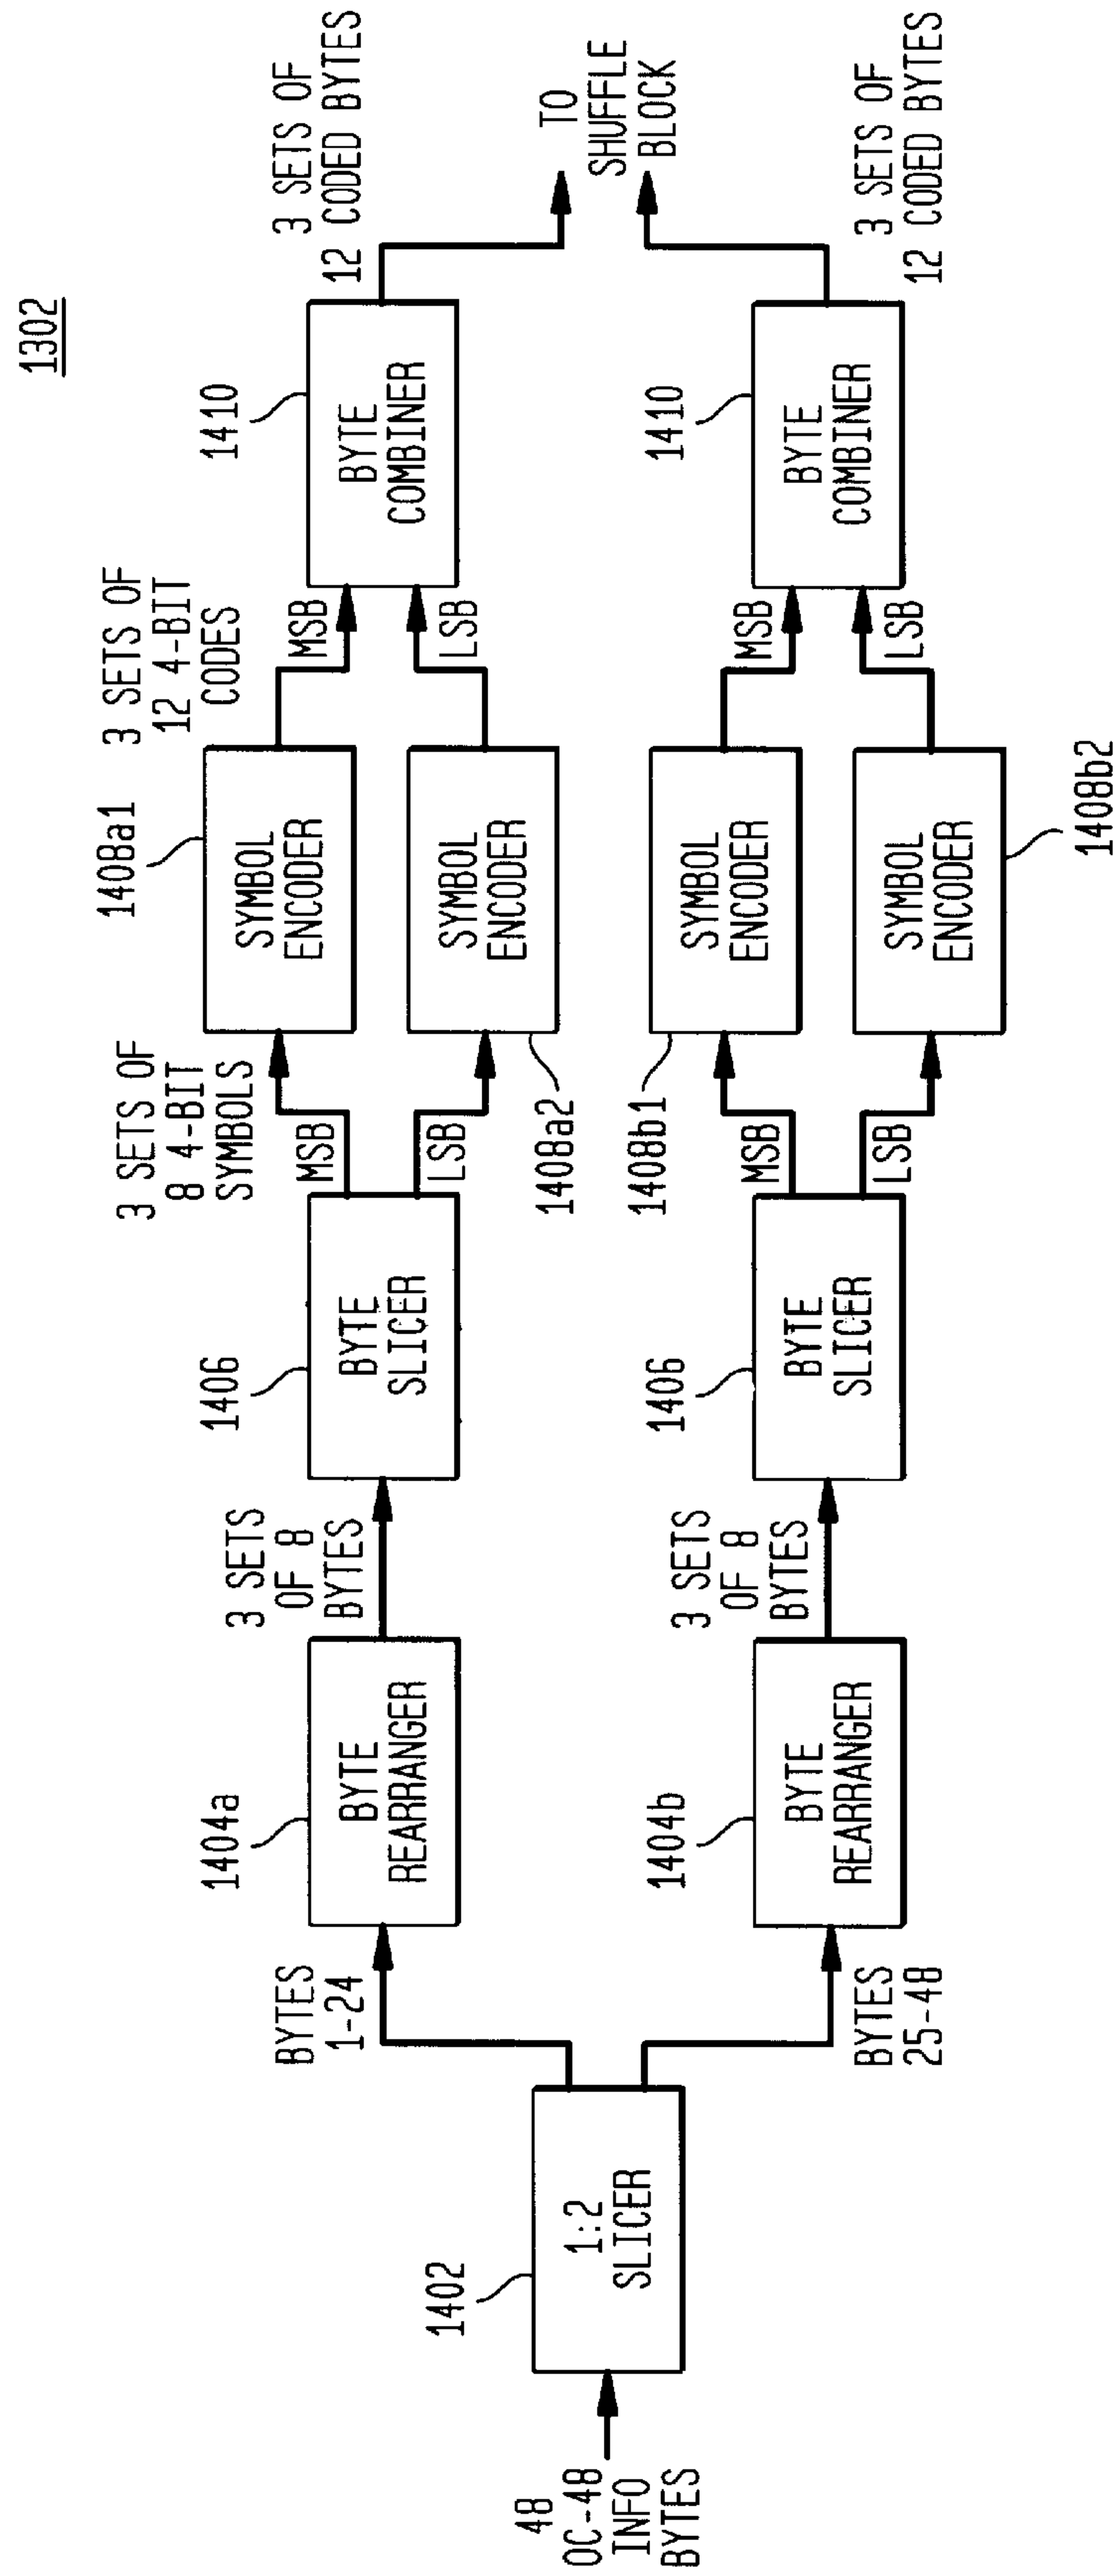 1302
48
OC-48
INFO
BYTES
1402
1:2
SLICER
BYTES
1-24
BYTES
25-48
1404a
BYTE
REARRANGER
1404b
BYTE
REARRANGER
3 SETS
OF 8
BYTES
3 SETS
OF 8
BYTES
1406
BYTE
SLICER
1406
BYTE
SLICER
3 SETS OF
8 4-BIT
SYMBOLS
MSB
LSB
MSB
LSB
1408a1
SYMBOL
ENCODER
SYMBOL
ENCODER
1408a2
1408b1
SYMBOL
ENCODER
SYMBOL
ENCODER
1408b2
3 SETS OF
12 4-BIT
CODES
MSB
LSB
MSB
LSB
1410
BYTE
COMBINER
1410
BYTE
COMBINER
3 SETS OF
12 CODED BYTES
TO
SHUFFLE
BLOCK
3 SETS OF
12 CODED BYTES